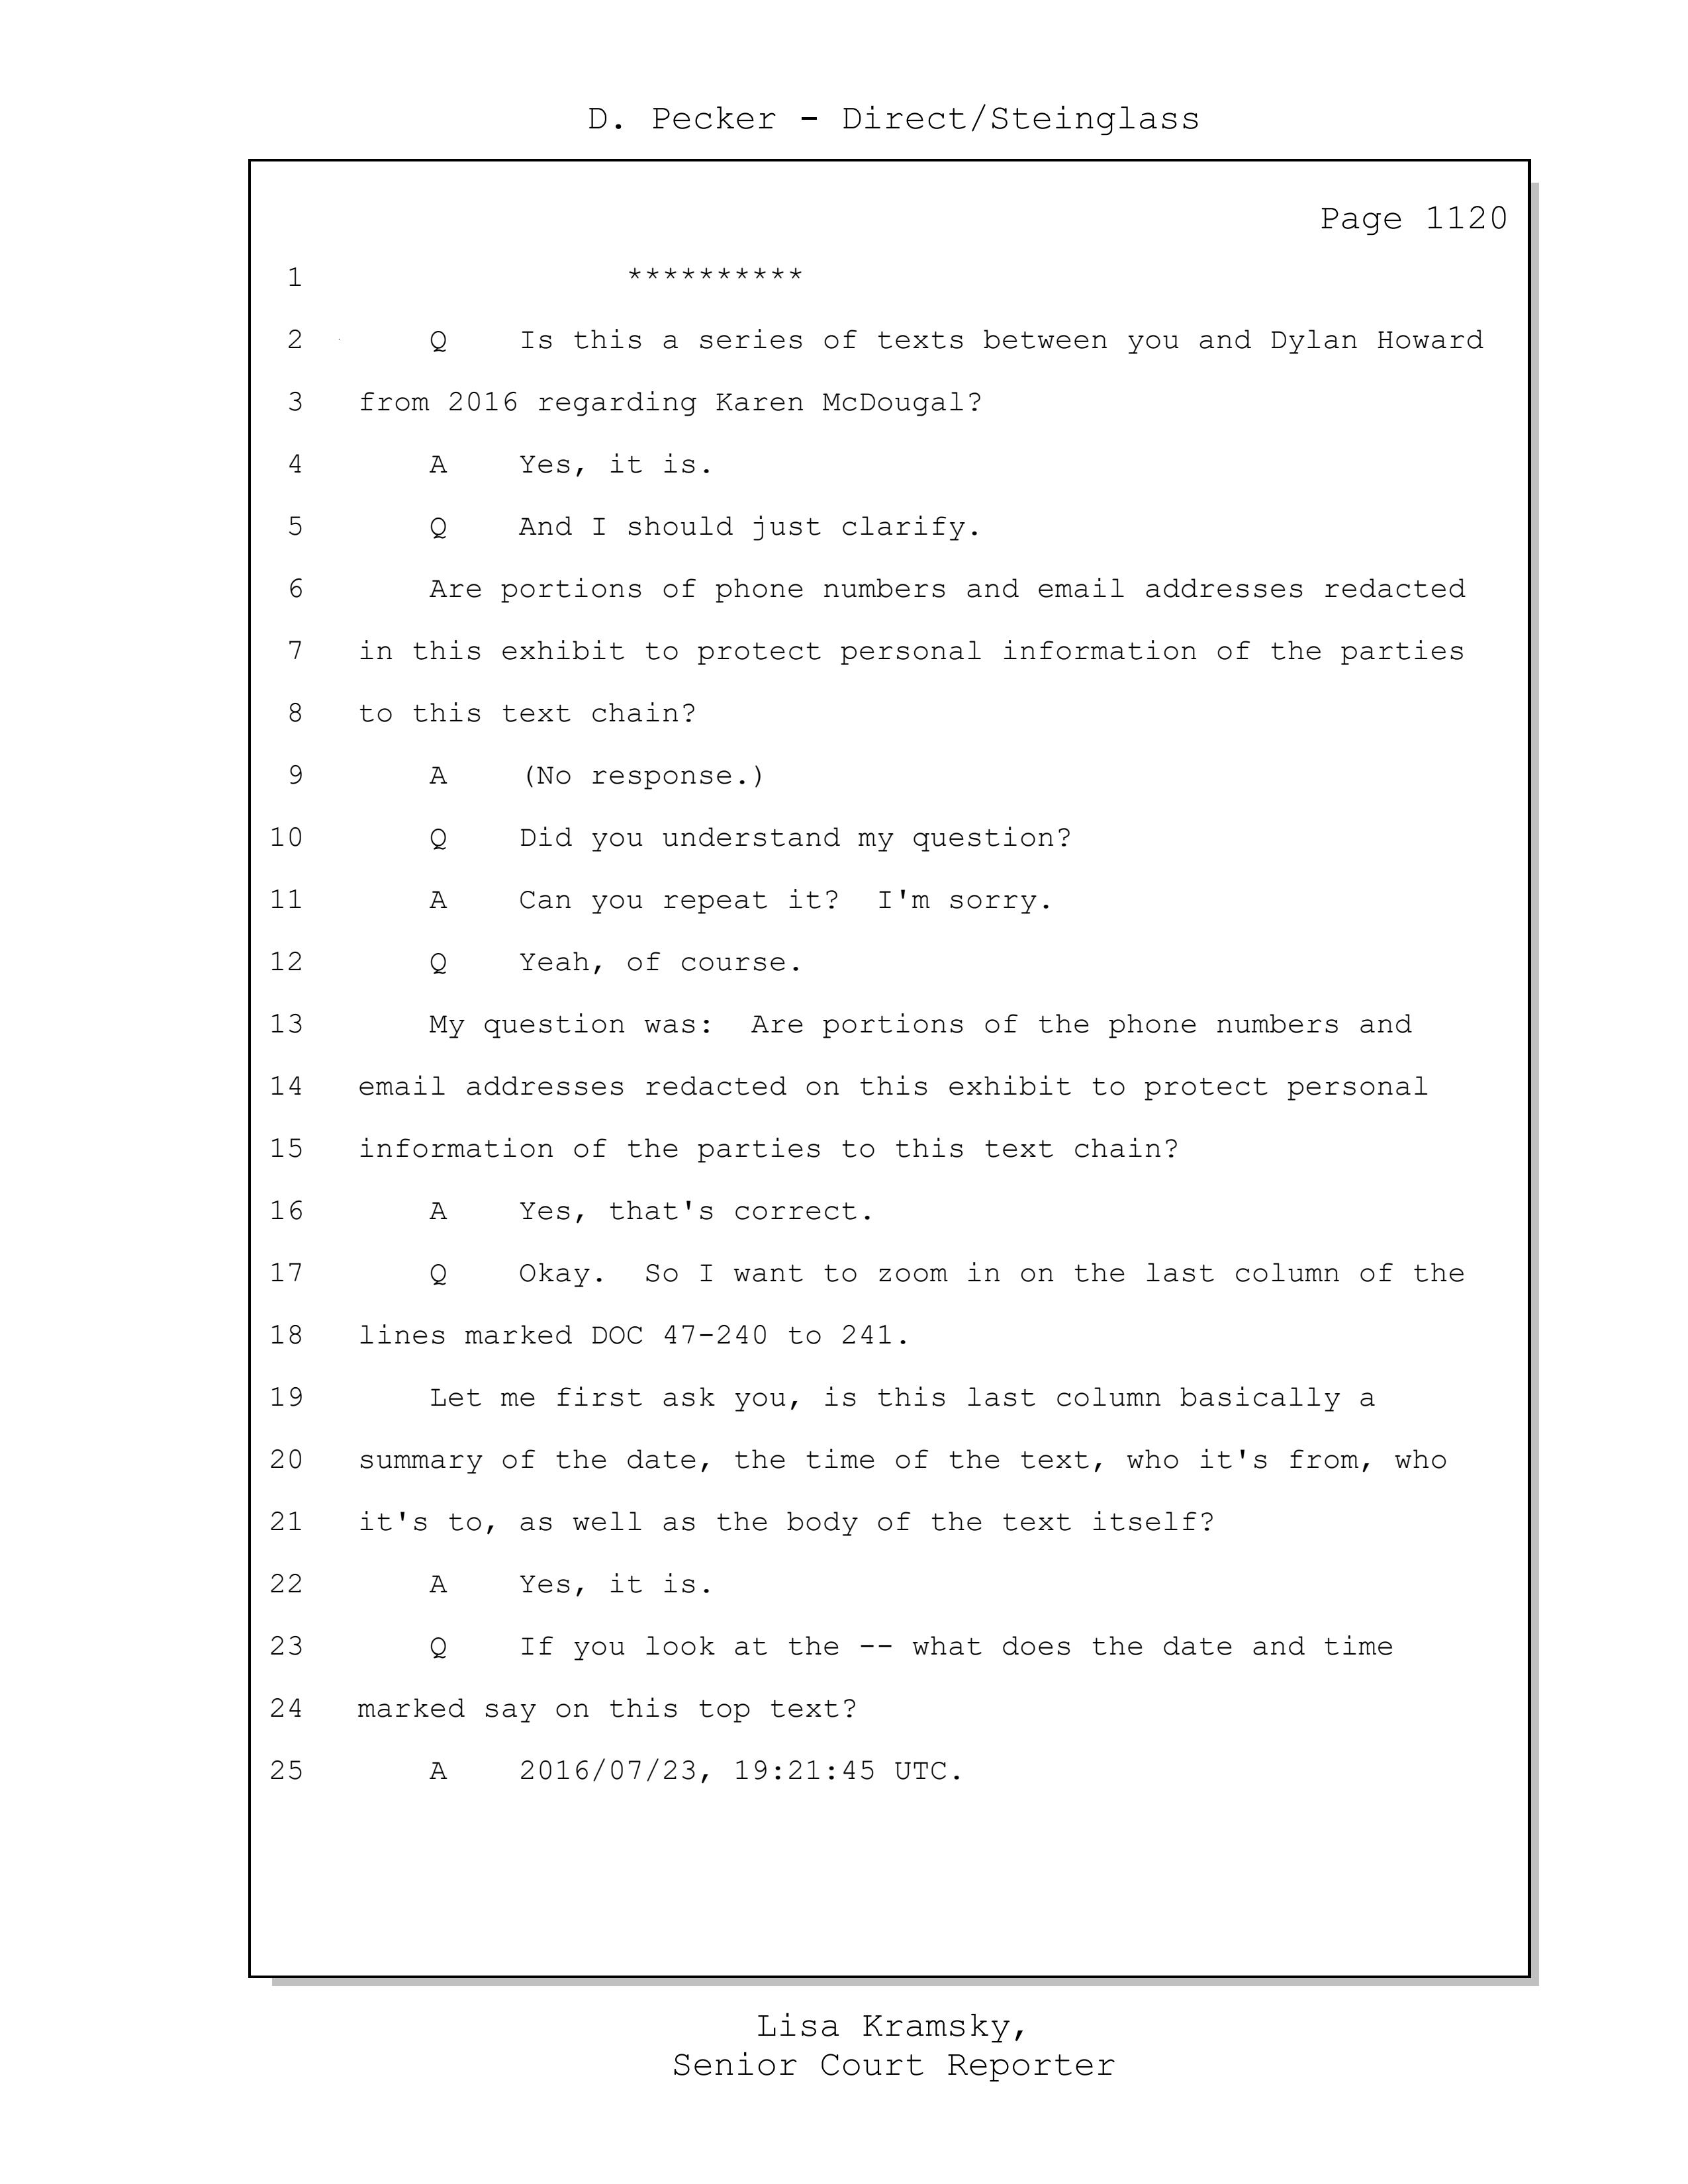 D. Pecker - Direct/Steinglass
Page 1120
1 **********
2 Q Is this a series of texts between you and Dylan Howard
3 from 2016 regarding Karen McDougal?
4 A Yes, it is.
5 Q And I should just clarify.
6 Are portions of phone numbers and email addresses redacted
7 in this exhibit to protect personal information of the parties
8 to this text chain?
9 A (No response.)
10 Q Did you understand my question?
11 A Can you repeat it? I'm sorry.
12 Q Yeah, of course.
13 My question was: Are portions of the phone numbers and
14 email addresses redacted on this exhibit to protect personal
15 information of the parties to this text chain?
16 A Yes, that's correct.
17 Q Okay. So I want to zoom in on the last column of the
18 lines marked DOC 47-240 to 241.
19 Let me first ask you, is this last column basically a
20 summary of the date, the time of the text, who it's from, who
21 it's to, as well as the body of the text itself?
22 A Yes, it is.
23 Q If you look at the -- what does the date and time
24 marked say on this top text?
25 A 2016/07/23, 19:21:45 UTC.
Lisa Kramsky,
Senior Court Reporter